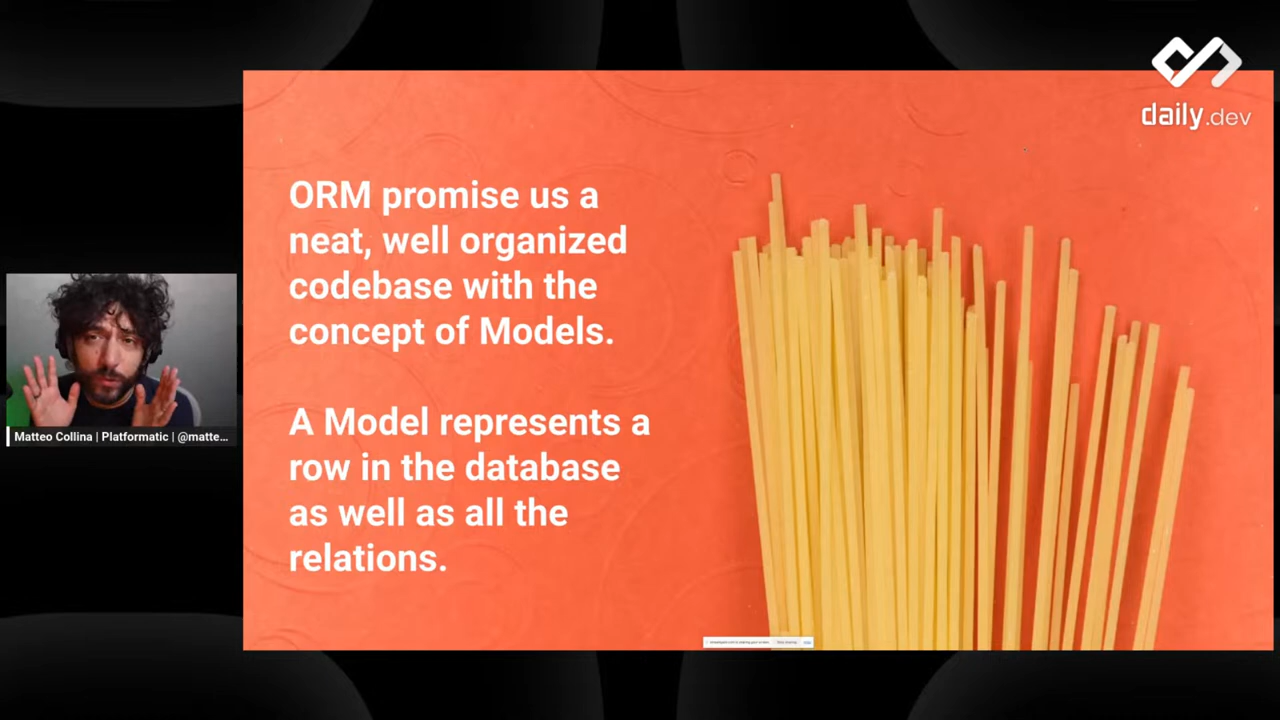 daily.dev
ORM promise us a
neat, well organized
codebase with the
concept of Models.
A Model represents a
row in the database
as well as all the
relations.
Matteo Collina | Platformatic | @matte...